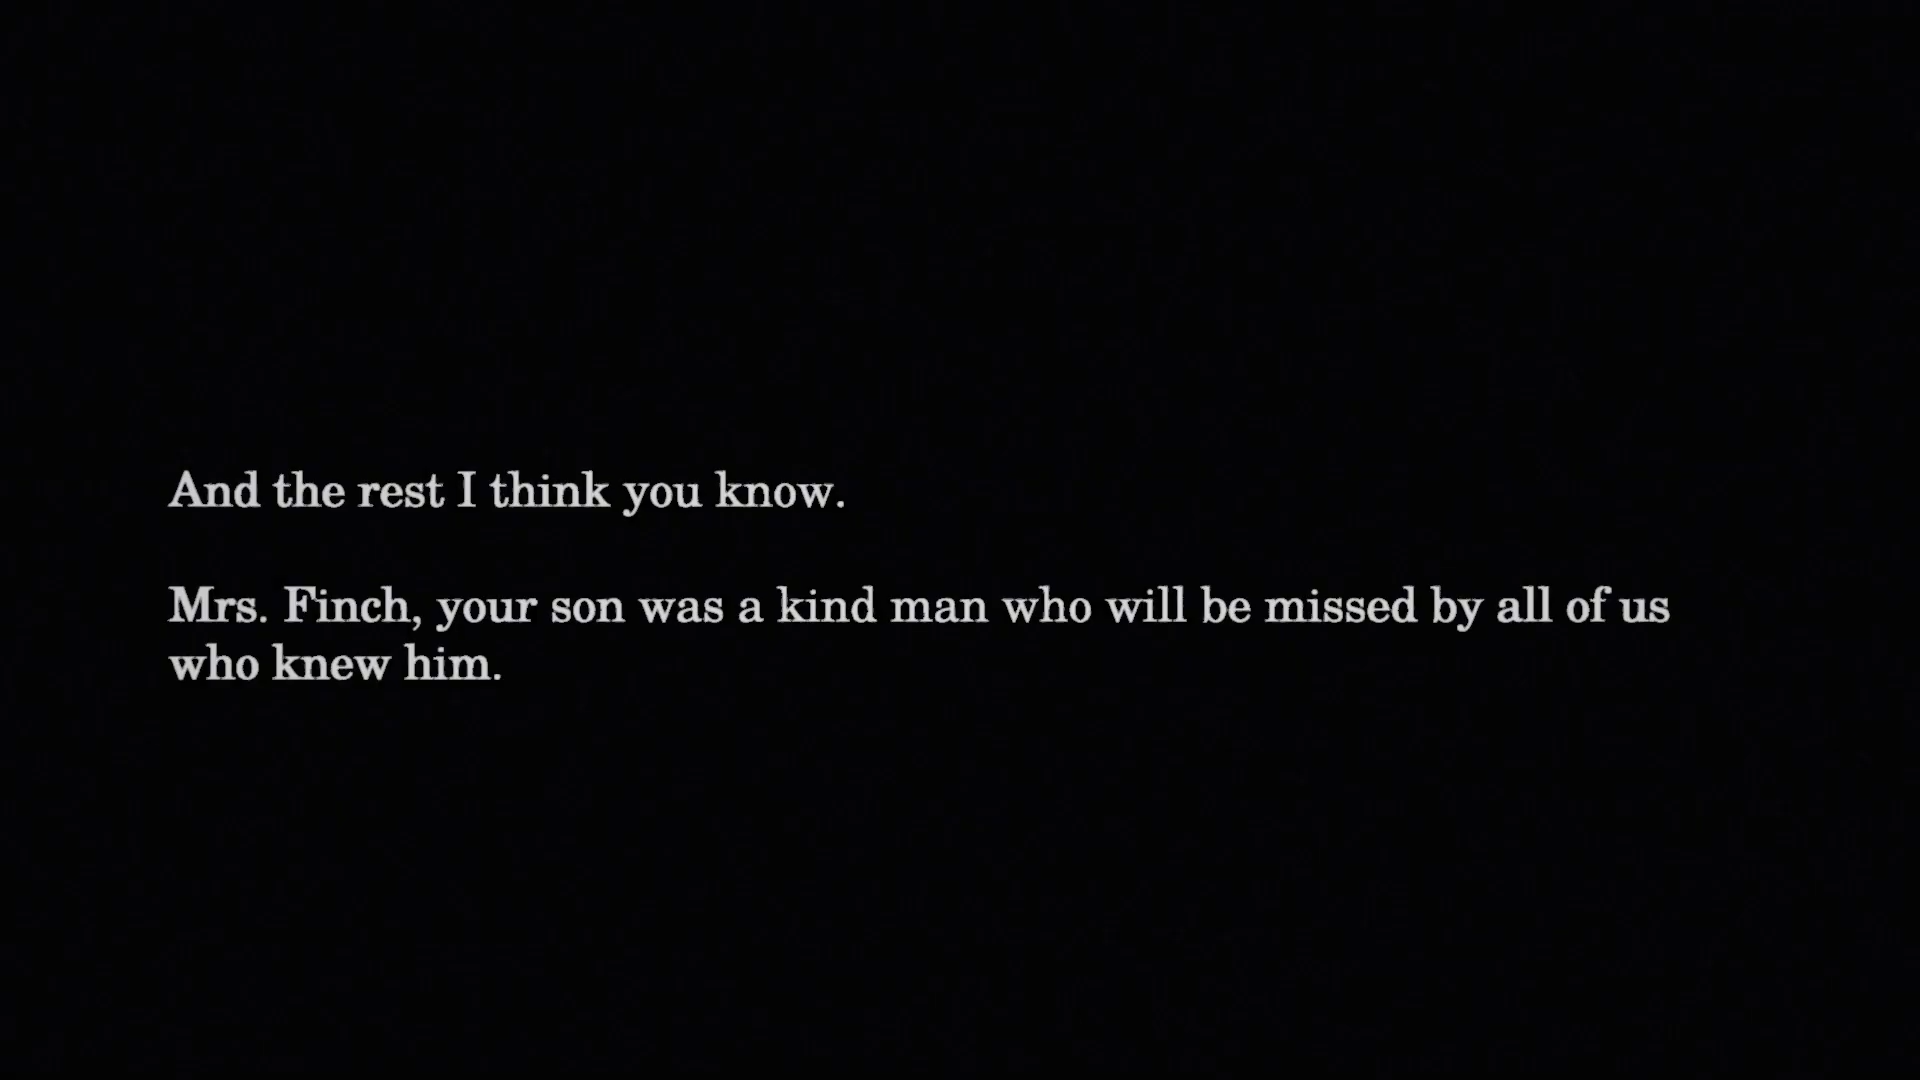 And the rest I think you know.
Mrs. Finch, your son was a kind man who will be missed by all of us
who knew him.